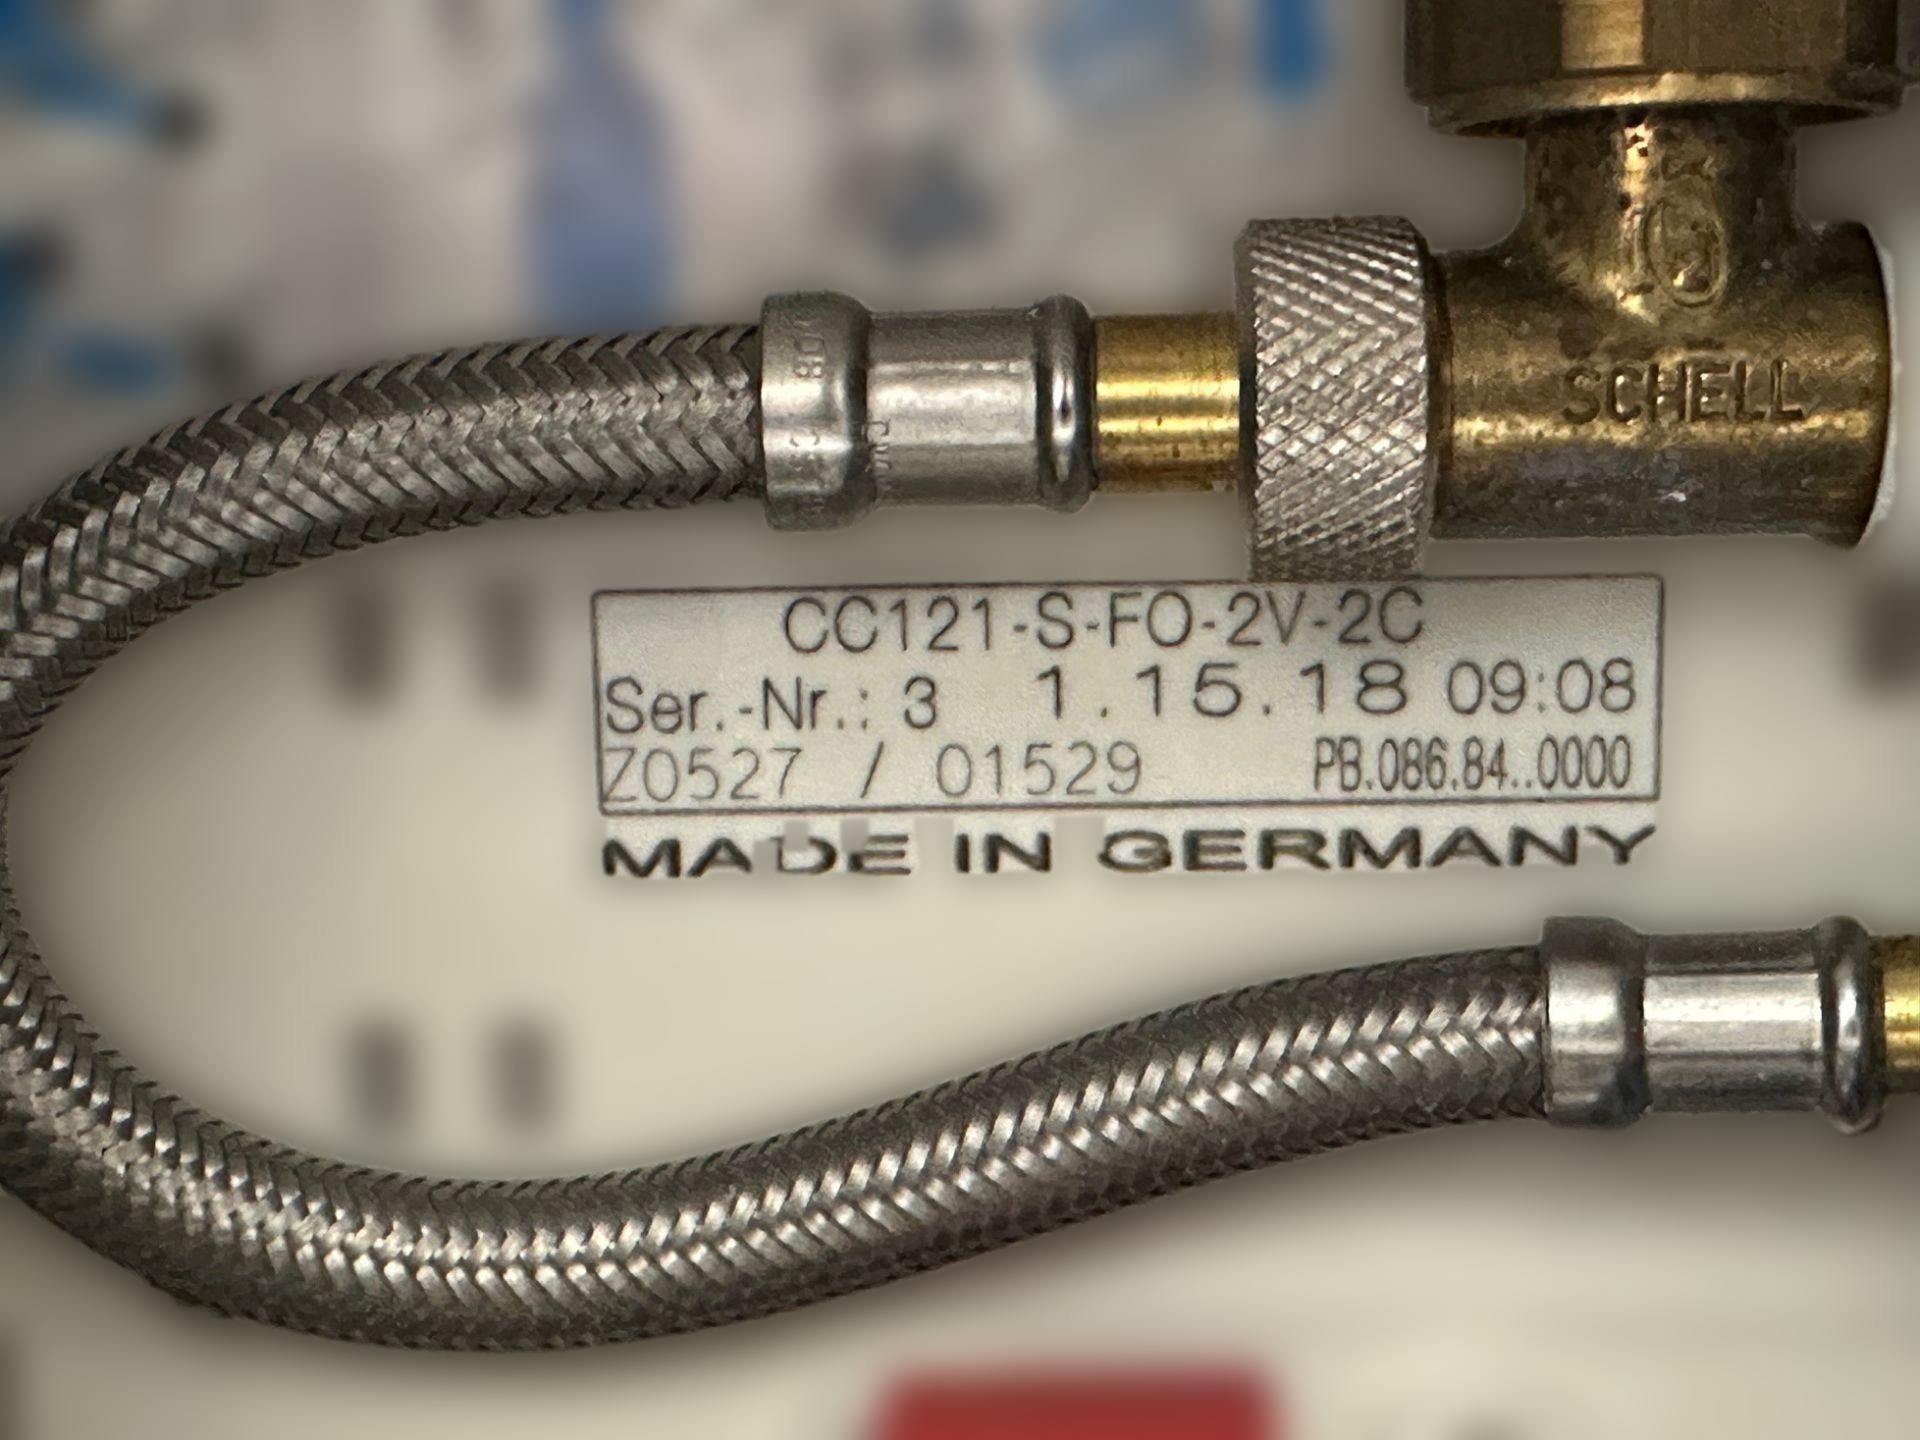 SCHELL
CC121-S-FO-2V-2C
Ser.-Nr.: 3 1.15.18 09:08
Z0527 / 01529 PB.086.84..0000
MADE IN GERMANY